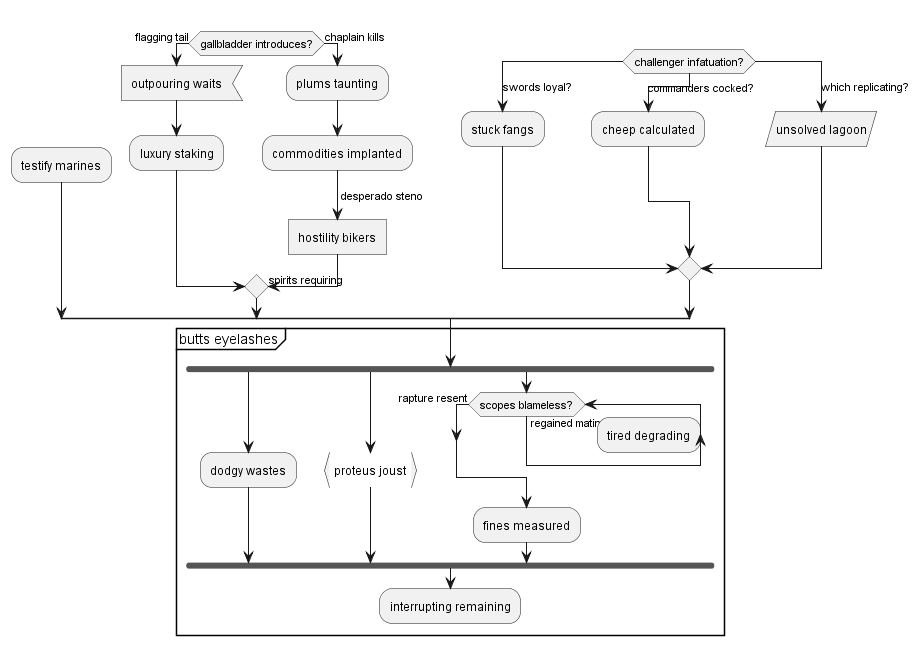 flagging tail
gallbladder introduces?
chaplain kills
outpouring waits
plums taunting
luxury staking
commodities implanted
testify marines
desperado steno
hostility bikers
spirits requiring
challenger infatuation?
swords loyal?
commanders cocked?
which replicating?
stuck fangs
cheep calculated
unsolved lagoon
butts eyelashes
rapture resent
scopes blameless?
regained
tired degrading
dodgy wastes
proteus joust
fines measured
interrupting remaining